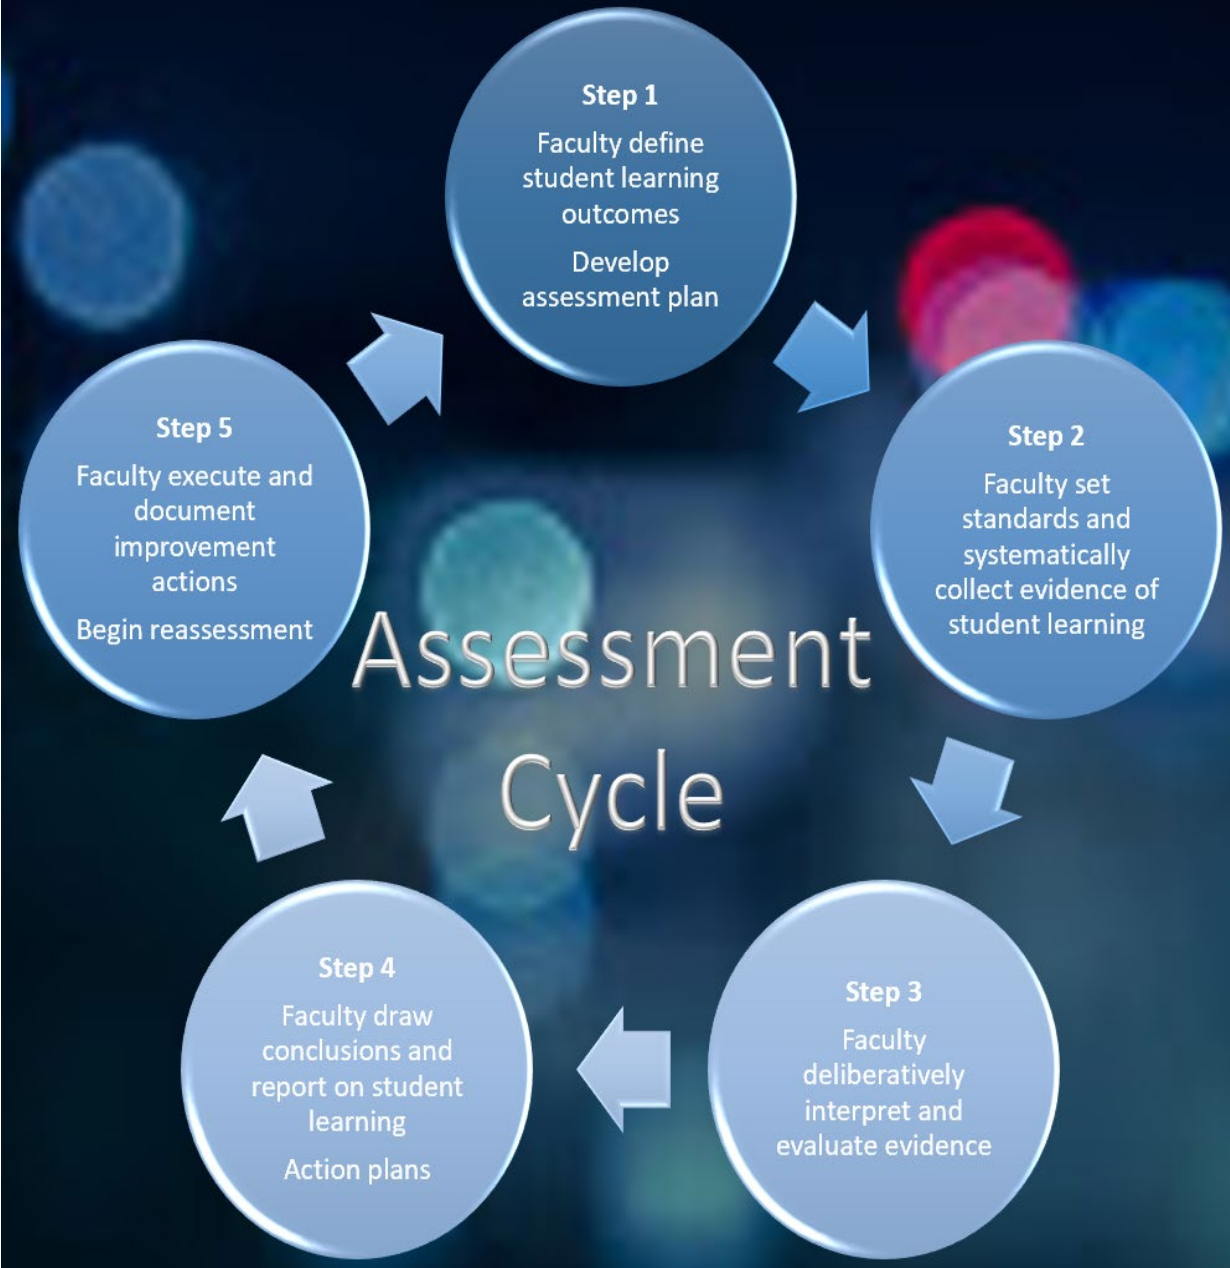 Step 1
Faculty define
student learning
outcomes
Develop
assessment plan
Step 2
Faculty set
standards and
systematically
collect evidence of
student learning
Step 3
Faculty
deliberatively
interpret and
evaluate evidence
Step 4
Faculty draw
conclusions and
report on student
learning
Action plans
Step 5
Faculty execute and
document
improvement
actions
Begin reassessment
Assessment
Cycle